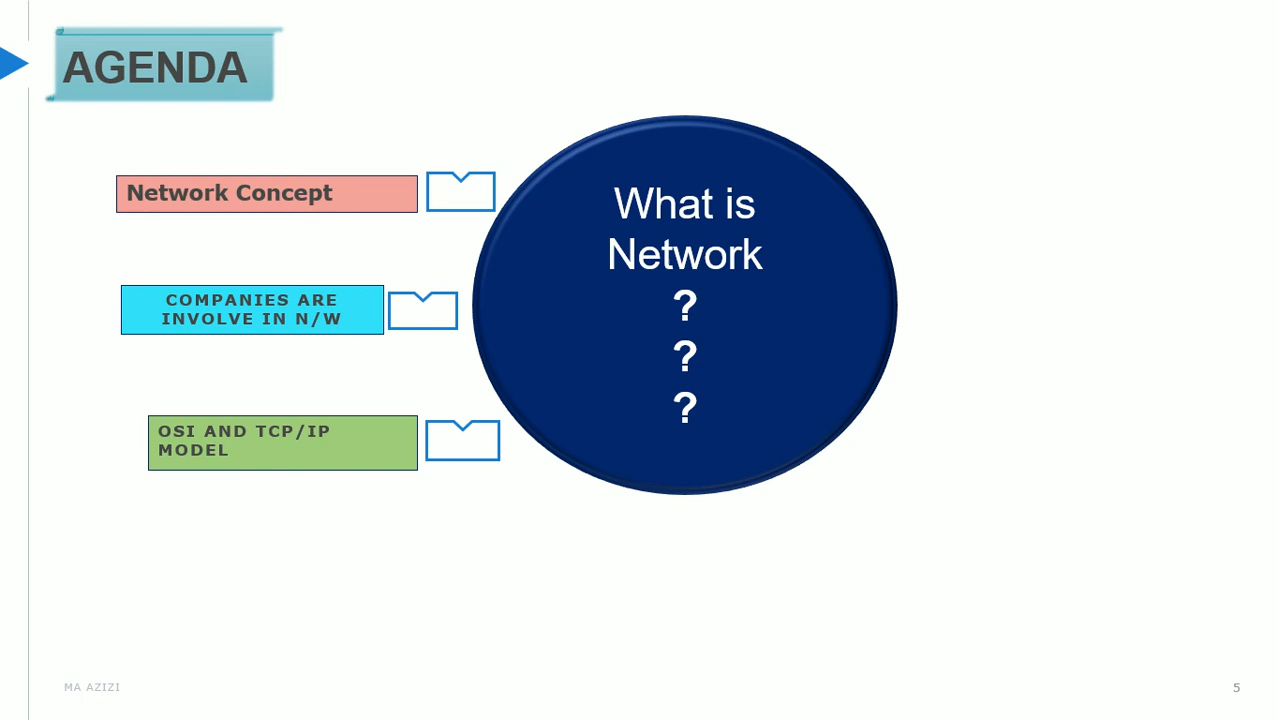 AGENDA
Network Concept
COMPANIES ARE
INVOLVE IN N/W
OSI AND TCP/IP
MODEL
What is
Network
?
?
?
MA AZIZI
5